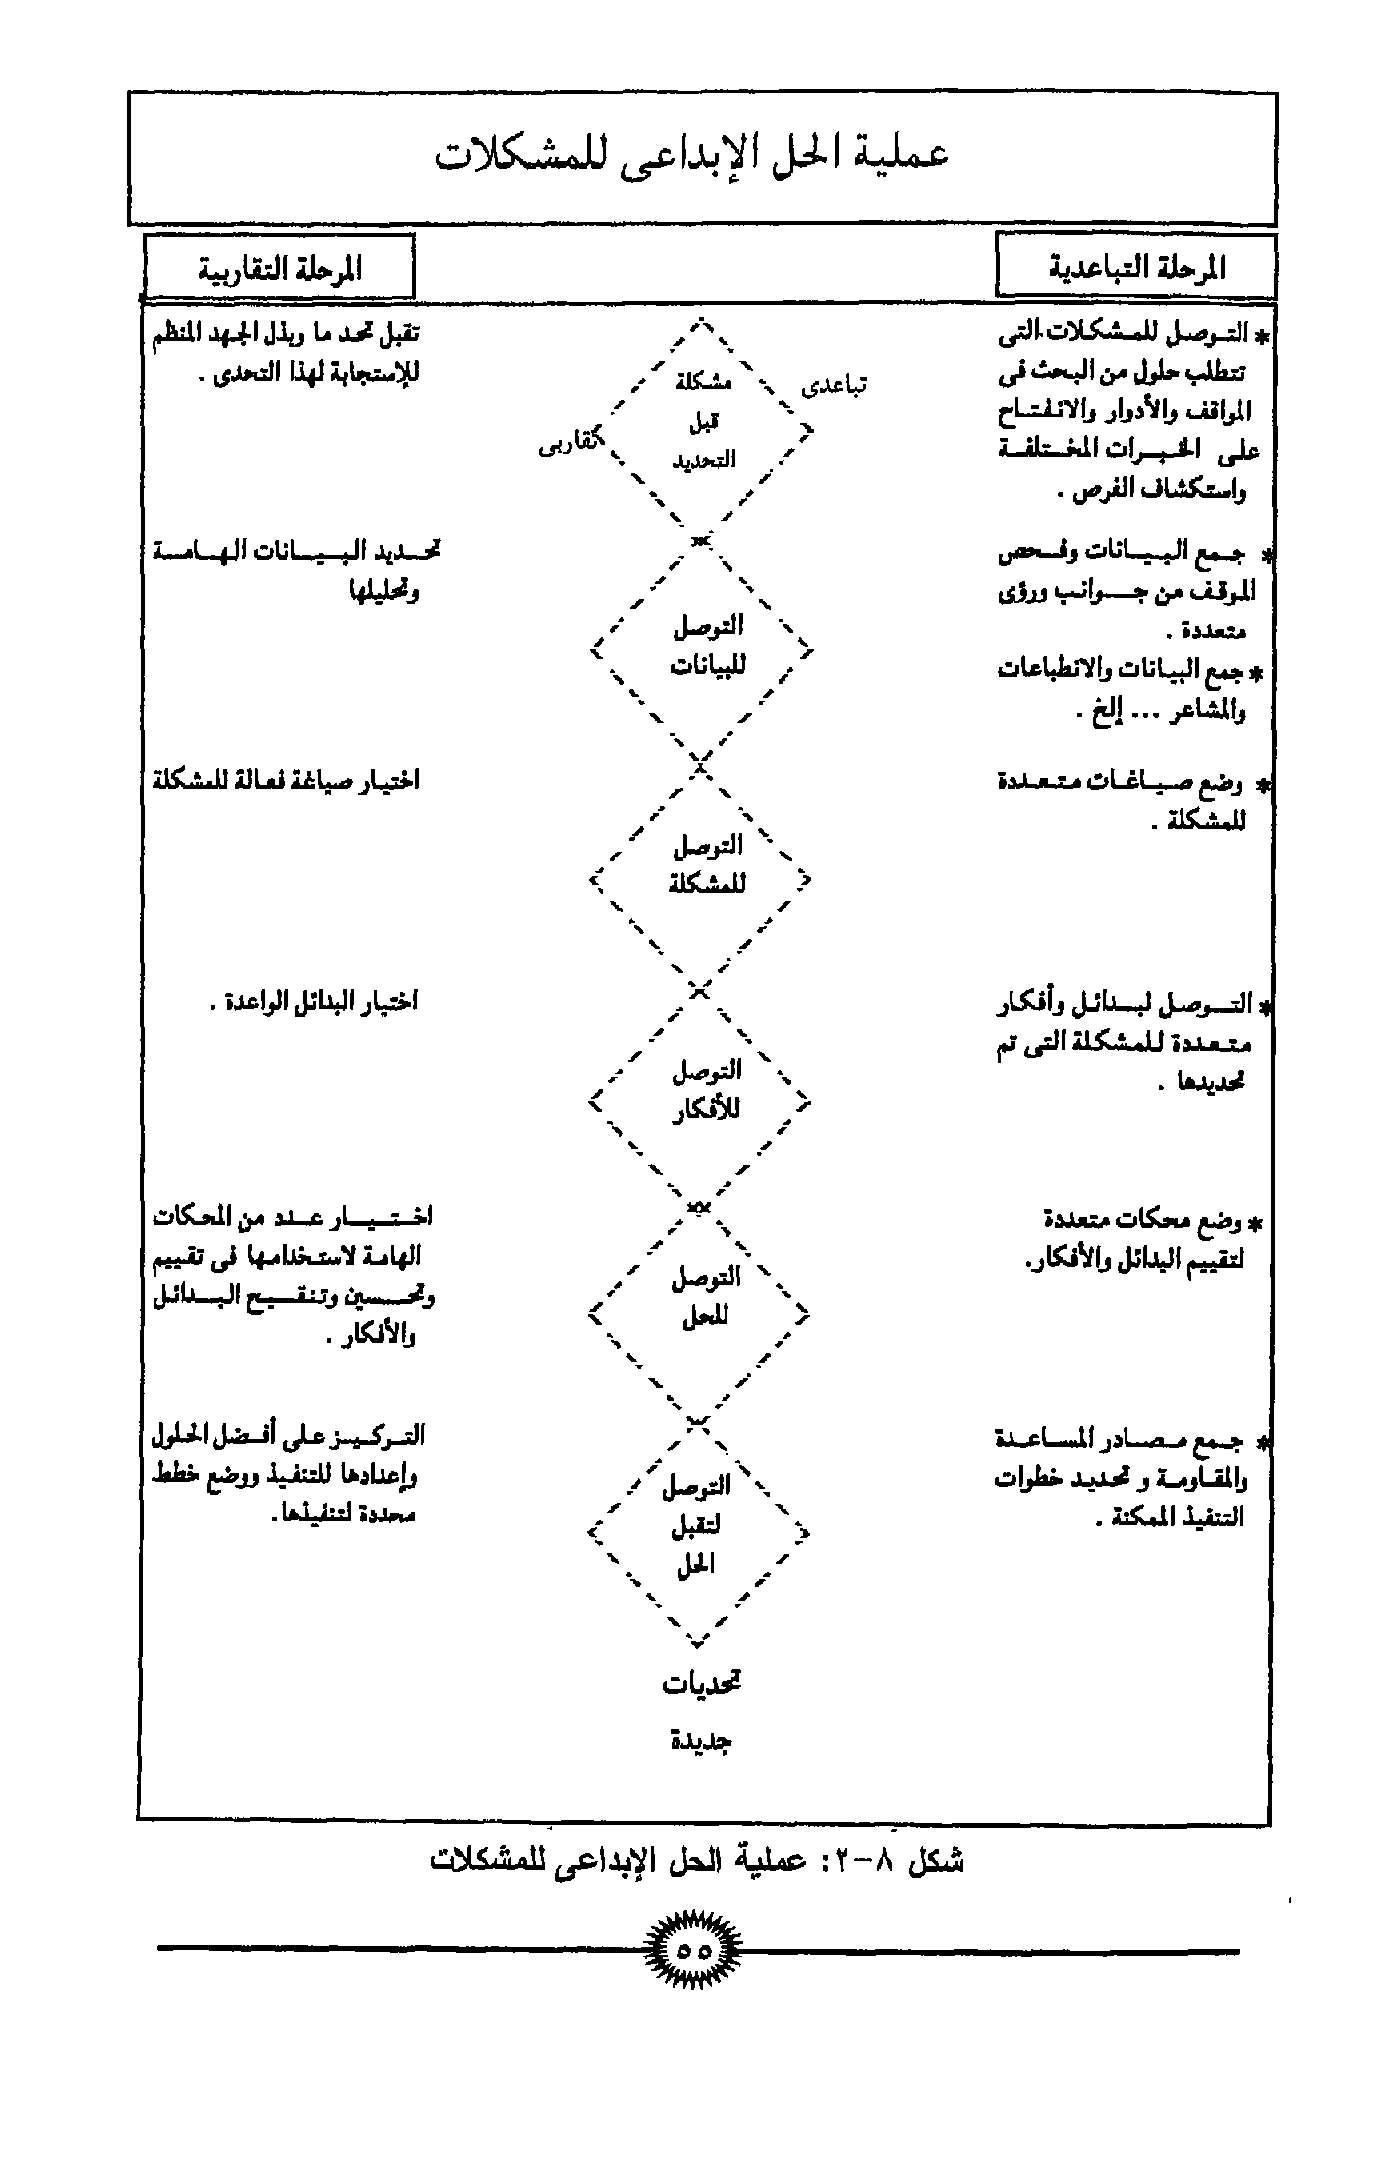 عملية الحل الإبداعى للمشكلات
المرحلة التباعدية
المرحلة التقاربية
* التوصل للمشكلات التى
تتطلب حلول من البحث فى
المواقف والأدوار والانفتاح
على الخبرات المختلفة
واستكشاف الفرص .
تباعدى
مشكلة
قبل
التحديد
تقاربى
تقبل تحد ما وبذل الجهد المنظم
للإستجابة لهذا التحدى .
* جمع البيانات وفحص
الموقف من جوانب ورؤى
متعددة .
* جمع البيانات والانطباعات
والمشاعر ... إلخ .
التوصل
للبيانات
تحديد البيانات الهامة
وتحليلها
* وضع صياغات متعددة
للمشكلة .
التوصل
للمشكلة
اختيار صياغة فعالة للمشكلة
* التوصل لبدائل وأفكار
متعددة للمشكلة التى تم
تحديدها .
التوصل
للأفكار
اختيار البدائل الواعدة .
* وضع محكات متعددة
لتقييم البدائل والأفكار.
التوصل
للحل
اختيار عدد من المحكات
الهامة لاستخدامها فى تقييم
وتحسين وتنقيح البدائل
والأفكار .
* جمع مصادر المساعدة
والمقاومة و تحديد خطوات
التنفيذ الممكنة .
التوصل
لتقبل
الحل
التركيز على أفضل الحلول
وإعدادها للتنفيذ ووضع خطط
محددة لتنفيذها.
تحديات
جديدة
شكل ٨-٢: عملية الحل الإبداعى للمشكلات
٥٥